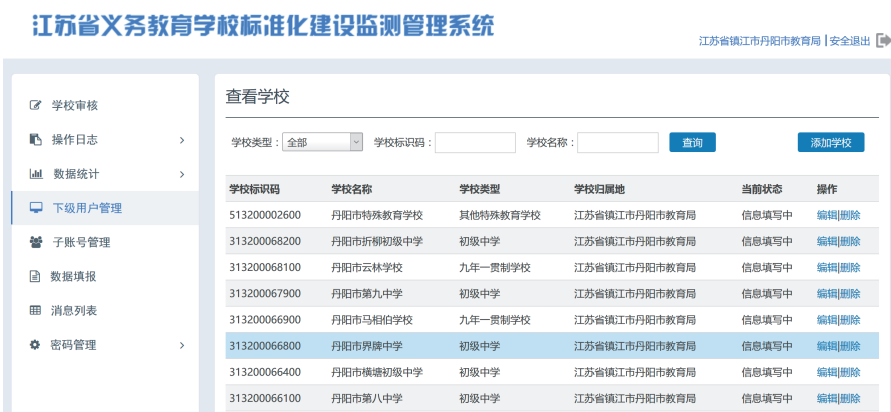 江苏省义务教育学校标准化建设监测管理系统
江苏省镇江市丹阳市教育局 | 安全退出
学校审核
操作日志
数据统计
下级用户管理
子账号管理
数据填报
消息列表
密码管理
查看学校
学校类型： 全部 学校标识码： 学校名称： 查询 添加学校
学校标识码 学校名称 学校类型 学校归属地 当前状态 操作
513200002600 丹阳市特殊教育学校 其他特殊教育学校 江苏省镇江市丹阳市教育局 信息填写中 编辑|删除
313200068200 丹阳市折柳初级中学 初级中学 江苏省镇江市丹阳市教育局 信息填写中 编辑|删除
313200068100 丹阳市云林学校 九年一贯制学校 江苏省镇江市丹阳市教育局 信息填写中 编辑|删除
313200067900 丹阳市第九中学 初级中学 江苏省镇江市丹阳市教育局 信息填写中 编辑|删除
313200066900 丹阳市马相伯学校 九年一贯制学校 江苏省镇江市丹阳市教育局 信息填写中 编辑|删除
313200066800 丹阳市界牌中学 初级中学 江苏省镇江市丹阳市教育局 信息填写中 编辑|删除
313200066400 丹阳市横塘初级中学 初级中学 江苏省镇江市丹阳市教育局 信息填写中 编辑|删除
313200066100 丹阳市第八中学 初级中学 江苏省镇江市丹阳市教育局 信息填写中 编辑|删除